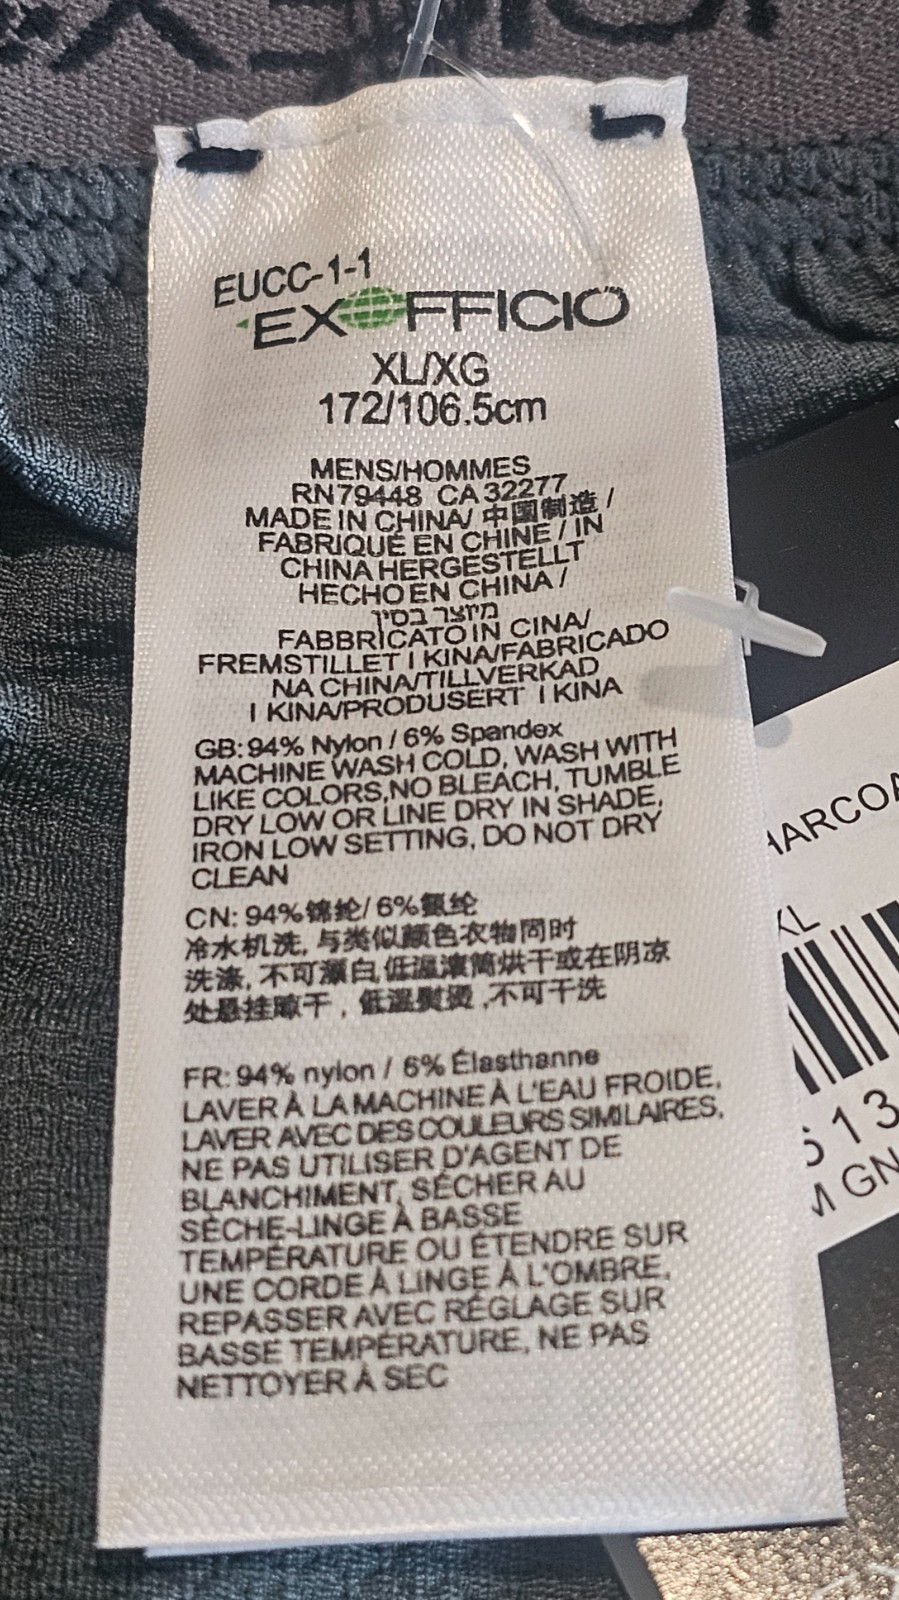 EUCC-1-1
EXOFFICIO
XL/XG
172/106.5cm
MENS/HOMMES
RN79448 CA 32277
MADE IN CHINA/ 中国制造 /
FABRIQUÉ EN CHINE / IN
CHINA HERGESTELLT
HECHO EN CHINA /
מיוצר בסין
FABBRICATO IN CINA/
FREMSTILLET I KINA/FABRICADO
NA CHINA/TILLVERKAD
I KINA/PRODUSERT I KINA
GB: 94% Nylon / 6% Spandex
MACHINE WASH COLD, WASH WITH
LIKE COLORS,NO BLEACH, TUMBLE
DRY LOW OR LINE DRY IN SHADE,
IRON LOW SETTING, DO NOT DRY
CLEAN
CN: 94%锦纶/ 6%氨纶
冷水机洗, 与类似颜色衣物同时
洗涤, 不可漂白,低温滚筒烘干或在阴凉
处悬挂晾干 , 低温熨烫 ,不可干洗
FR: 94% nylon / 6% Élasthanne
LAVER À LA MACHINE À L'EAU FROIDE,
LAVER AVEC DES COULEURS SIMILAIRES,
NE PAS UTILISER D'AGENT DE
BLANCHIMENT, SÉCHER AU
SÈCHE-LINGE À BASSE
TEMPÉRATURE OU ÉTENDRE SUR
UNE CORDE À LINGE À L'OMBRE,
REPASSER AVEC RÉGLAGE SUR
BASSE TEMPÉRATURE, NE PAS
NETTOYER À SEC
HARCOA
XL
513
M GN